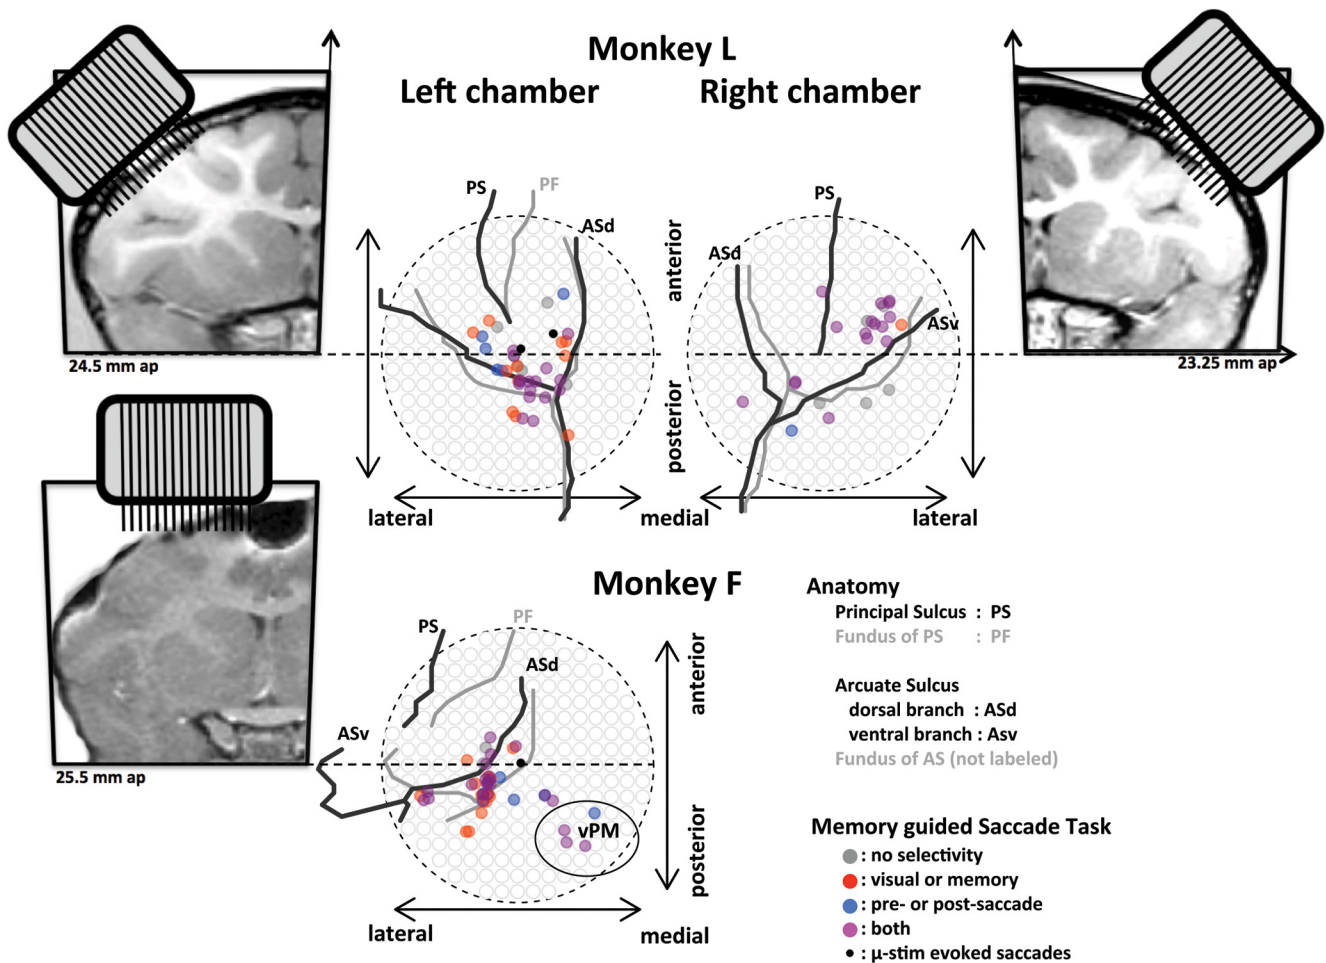 Monkey L
Left chamber
Right chamber
PS
PF
ASd
PS
ASd
ASv
anterior
posterior
24.5 mm ap
23.25 mm ap
lateral
medial
lateral
Monkey F
PS
PF
ASd
ASv
vPM
anterior
posterior
25.5 mm ap
lateral
medial
Anatomy
Principal Sulcus : PS
Fundus of PS : PF
Arcuate Sulcus
dorsal branch : ASd
ventral branch : Asv
Fundus of AS (not labeled)
Memory guided Saccade Task
: no selectivity
: visual or memory
: pre- or post-saccade
: both
: μ-stim evoked saccades